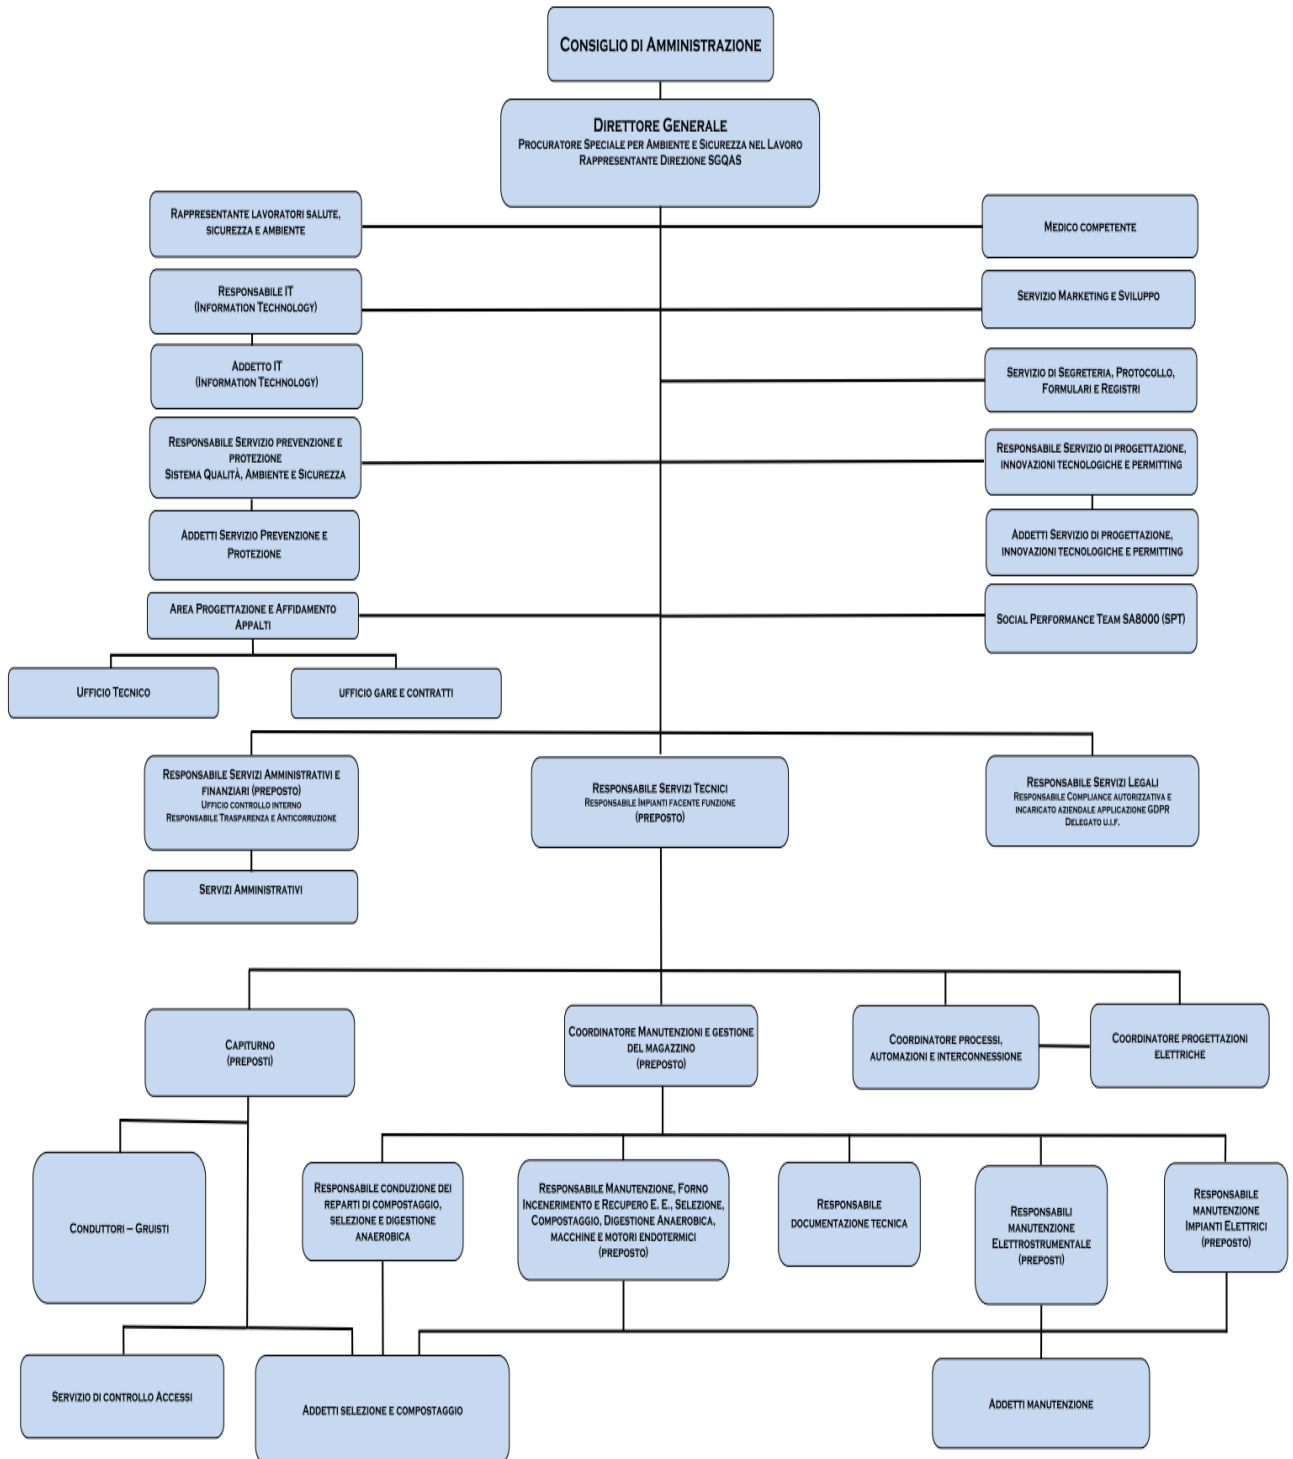 Consiglio di Amministrazione
Direttore Generale
Procuratore Speciale per Ambiente e Sicurezza nel Lavoro
Rappresentante Direzione SGQAS
Rappresentante lavoratori salute,
sicurezza e ambiente
Medico competente
Responsabile IT
(Information Technology)
Servizio Marketing e Sviluppo
Addetto IT
(Information Technology)
Servizio di Segreteria, Protocollo,
Formulari e Registri
Responsabile Servizio prevenzione e
protezione
Sistema Qualità, Ambiente e Sicurezza
Responsabile Servizio di progettazione,
innovazioni tecnologiche e permitting
Addetti Servizio Prevenzione e
Protezione
Addetti Servizio di progettazione,
innovazioni tecnologiche e permitting
Area Progettazione e Affidamento
Appalti
Social Performance Team SA8000 (SPT)
Ufficio Tecnico
ufficio gare e contratti
Responsabile Servizi Amministrativi e
finanziari (preposto)
Ufficio controllo interno
Responsabile Trasparenza e Anticorruzione
Responsabile Servizi Tecnici
Responsabile Impianti facente funzione
(preposto)
Responsabile Servizi Legali
Responsabile Compliance autorizzativa e
incaricato aziendale applicazione GDPR
Delegato u.i.f.
Servizi Amministrativi
Capiturno
(preposti)
Coordinatore Manutenzioni e gestione
del magazzino
(preposto)
Coordinatore processi,
automazioni e interconnessione
Coordinatore progettazioni
elettriche
Conduttori – Gruisti
Responsabile conduzione dei
reparti di compostaggio,
selezione e digestione
anaerobica
Responsabile Manutenzione, Forno
Incenerimento e Recupero E. E., Selezione,
Compostaggio, Digestione Anaerobica,
macchine e motori endotermici
(preposto)
Responsabile
documentazione tecnica
Responsabili
manutenzione
Elettrostrumentale
(preposti)
Responsabile
manutenzione
Impianti Elettrici
(preposto)
Servizio di controllo Accessi
Addetti selezione e compostaggio
Addetti manutenzione